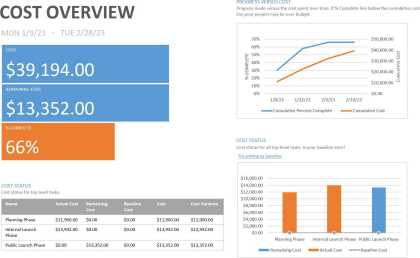 COST OVERVIEW
MON 1/9/23 - TUE 2/28/23
COST
$39,194.00
REMAINING COST
$13,352.00
% COMPLETE
66%
COST STATUS
Cost status for top level tasks.
Name Actual Cost Remaining Cost Baseline Cost Cost Cost Variance
Planning Phase $11,900.00 $0.00 $0.00 $11,900.00 $11,900.00
Internal Launch Phase $13,942.00 $0.00 $0.00 $13,942.00 $13,942.00
Public Launch Phase $0.00 $13,352.00 $0.00 $13,352.00 $13,352.00
PROGRESS VERSUS COST
Progress made versus the cost spent over time. If % Complete line below the cumulative cost
line your project may be over budget.
70%
60%
50%
40%
30%
20%
10%
0%
% COMPLETE
$50,000.00
$40,000.00
$30,000.00
$20,000.00
$10,000.00
$0.00
Cumulative Cost
1/8/23 1/22/23 2/5/23 2/19/23
Cumulative Percent Complete Cumulative Cost
COST STATUS
Cost status for all top-level tasks. Is your baseline zero?
Try setting as baseline
$16,000.00
$14,000.00
$12,000.00
$10,000.00
$8,000.00
$6,000.00
$4,000.00
$2,000.00
$0.00
Planning Phase Internal Launch Phase Public Launch Phase
Remaining Cost Actual Cost Baseline Cost